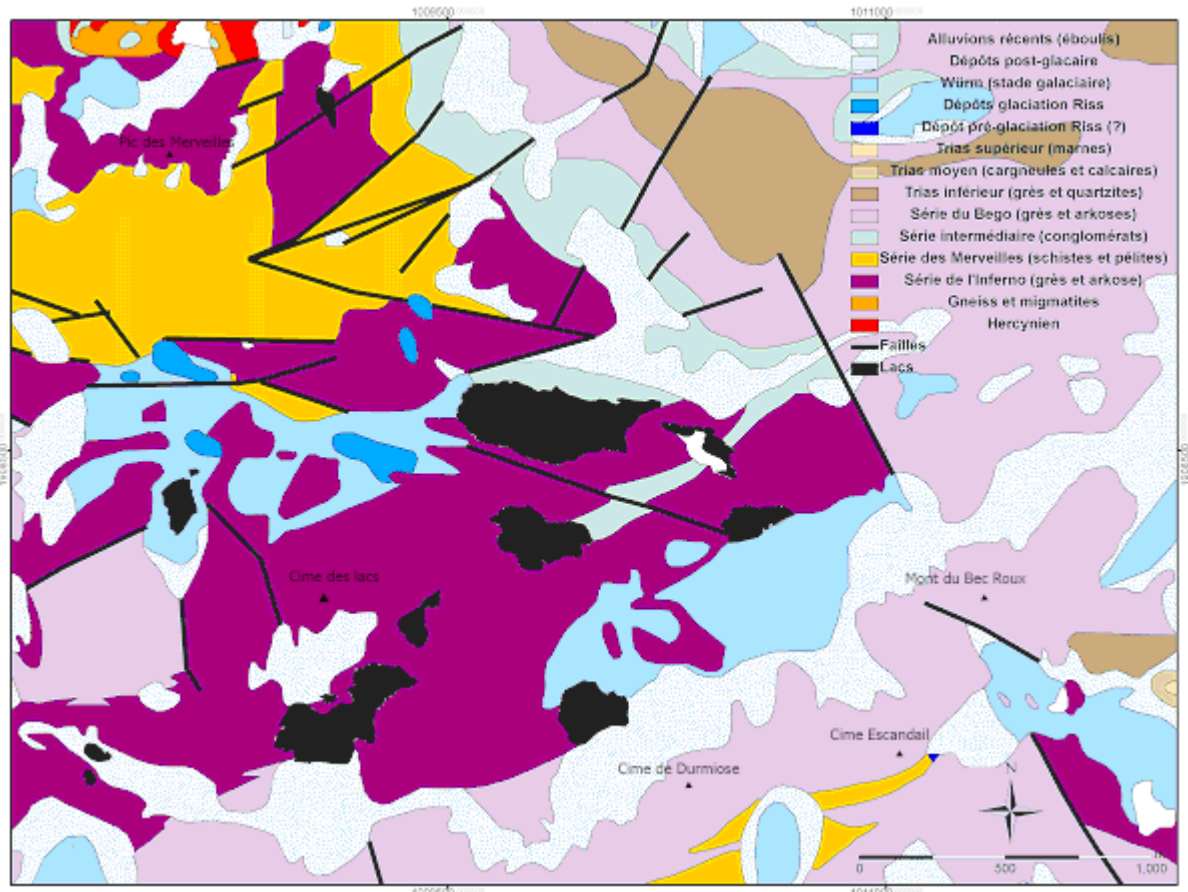 1009500
1011000
Alluvions récents (éboulis)
Dépôts post-glacaire
Würm (stade galaciaire)
Dépôts glaciation Riss
Dépôt pré-glaciation Riss (?)
Trias supérieur (marnes)
Trias moyen (cargneules et calcaires)
Trias inférieur (grès et quartzites)
Série du Bego (grès et arkoses)
Série intermédiaire (conglomérats)
Série des Merveilles (schistes et pélites)
Série de l'Inferno (grès et arkose)
Gneiss et migmatites
Hercynien
Failles
Lacs
Pic des Merveilles
Cime des lacs
Mont du Bec Roux
Cime Escandail
Cime de Durmiose
N
0 500 1,000
1009500